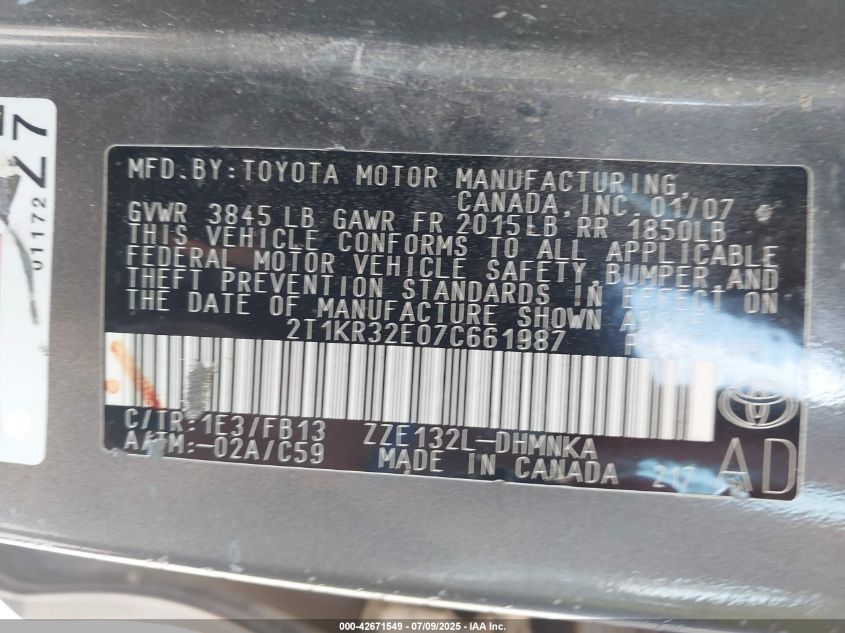 Z7
01172
MFD.BY:TOYOTA MOTOR MANUFACTURING,
CANADA, INC. 01/07
GVWR 3845 LB GAWR FR 2015LB RR 1850LB
THIS VEHICLE CONFORMS TO ALL APPLICABLE
FEDERAL MOTOR VEHICLE SAFETY, BUMPER, AND
THEFT PREVENTION STANDARDS IN EFFECT ON
THE DATE OF MANUFACTURE SHOWN ABOVE.
2T1KR32E07C661987
C/TR:1E3/FB13 ZZE132L-DHMNKA
A/TM:-02A/C59 MADE IN CANADA 217
AD
000-42671549 - 07/09/2025 - © IAA Inc.